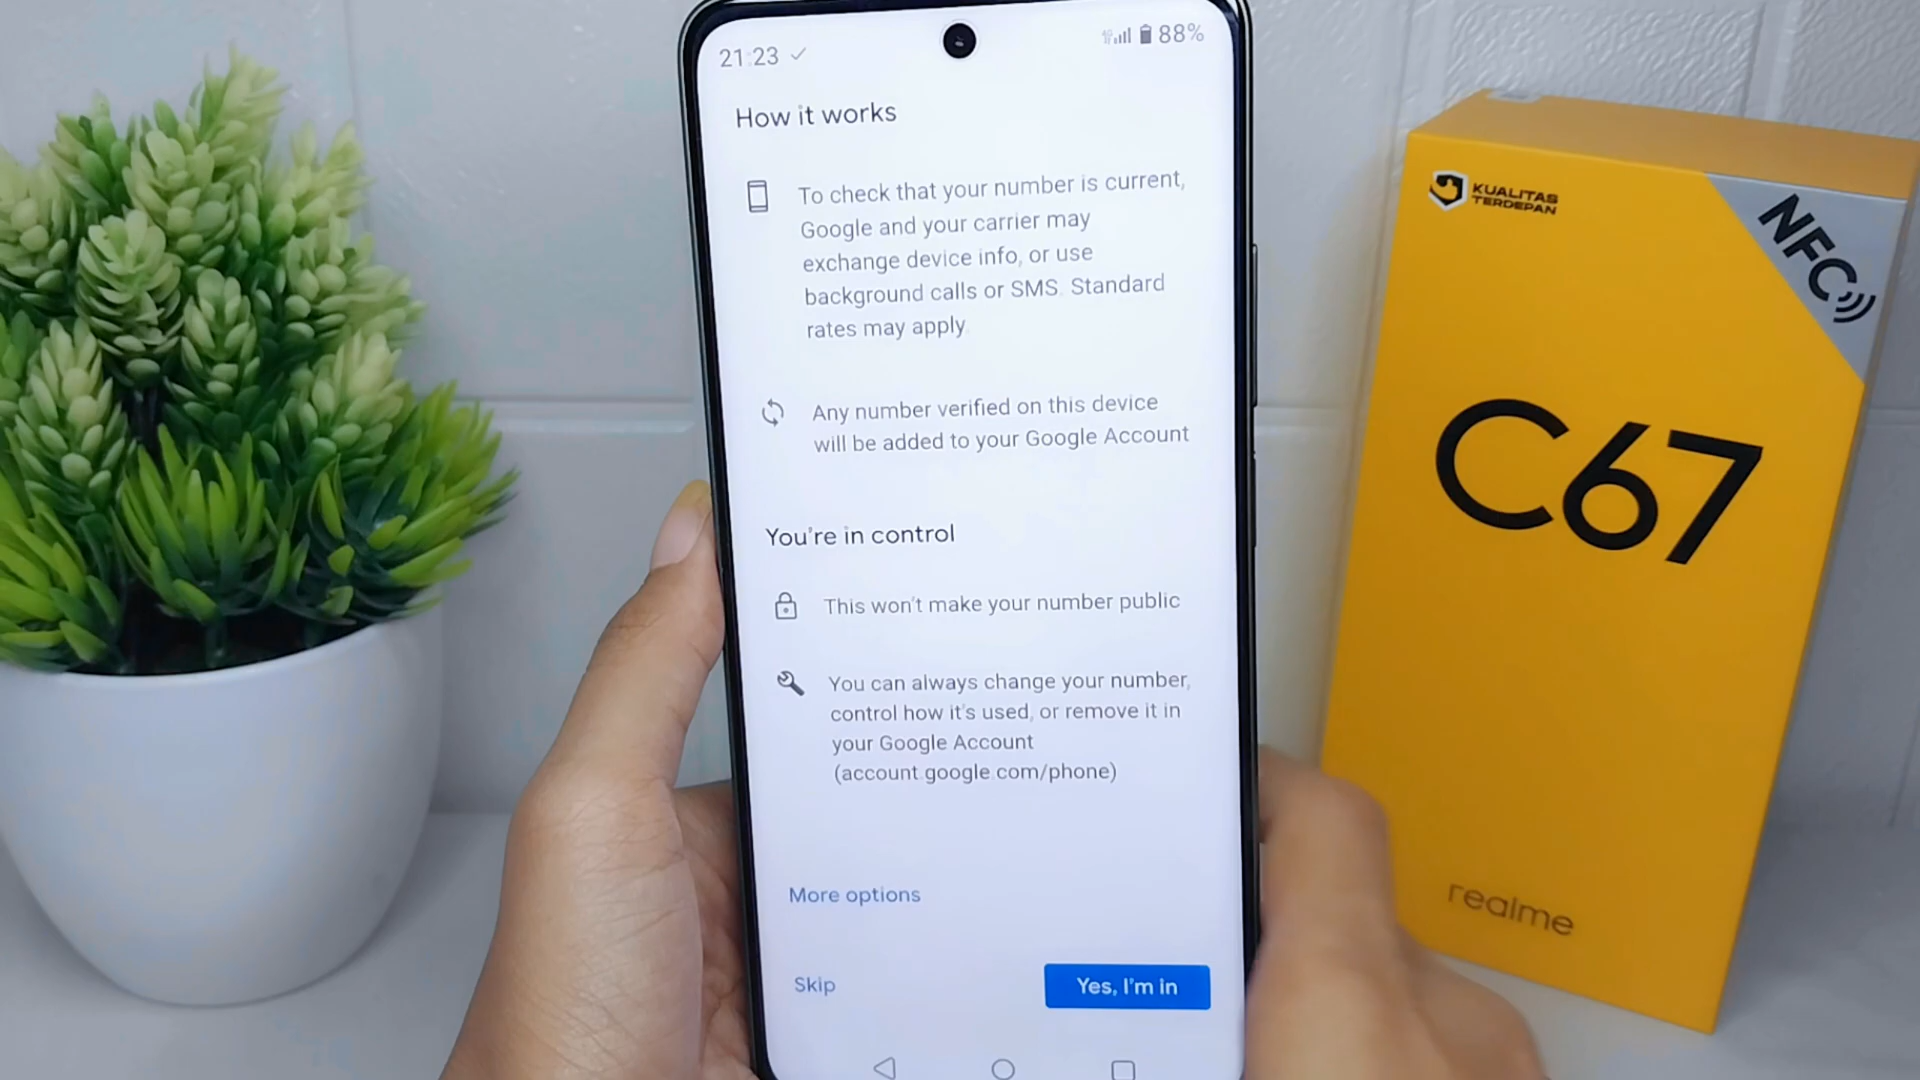 21:23
88%
How it works
To check that your number is current,
Google and your carrier may
exchange device info, or use
background calls or SMS. Standard
rates may apply.
Any number verified on this device
will be added to your Google Account
You're in control
This won't make your number public
You can always change your number,
control how it's used, or remove it in
your Google Account
(account.google.com/phone)
More options
Skip
Yes, I'm in
KUALITAS
TERDEPAN
NFC
C67
realme